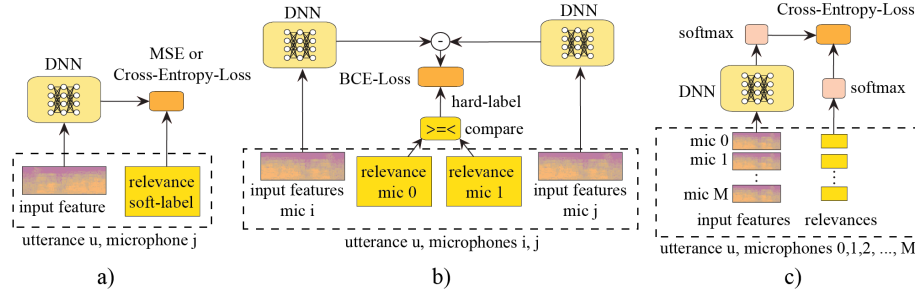 DNN
MSE or
Cross-Entropy-Loss
input feature
relevance
soft-label
utterance u, microphone j
a)
DNN
DNN
-
BCE-Loss
hard-label
>=<
compare
input features
mic i
relevance
mic 0
relevance
mic 1
input features
mic j
utterance u, microphones i, j
b)
Cross-Entropy-Loss
softmax
DNN
softmax
mic 0
mic 1
mic M
input features
relevances
utterance u, microphones 0,1,2, ..., M
c)